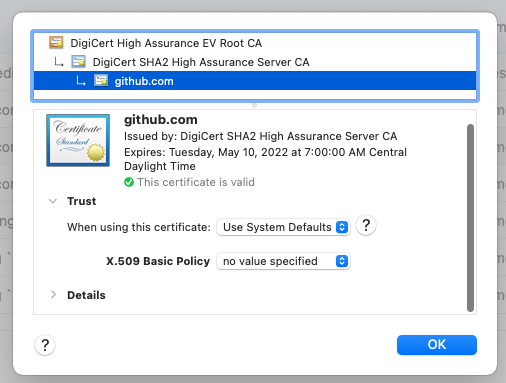 DigiCert High Assurance EV Root CA
DigiCert SHA2 High Assurance Server CA
github.com
Certificate
Standard
github.com
Issued by: DigiCert SHA2 High Assurance Server CA
Expires: Tuesday, May 10, 2022 at 7:00:00 AM Central
Daylight Time
This certificate is valid
Trust
When using this certificate: Use System Defaults ?
X.509 Basic Policy no value specified
Details
? OK